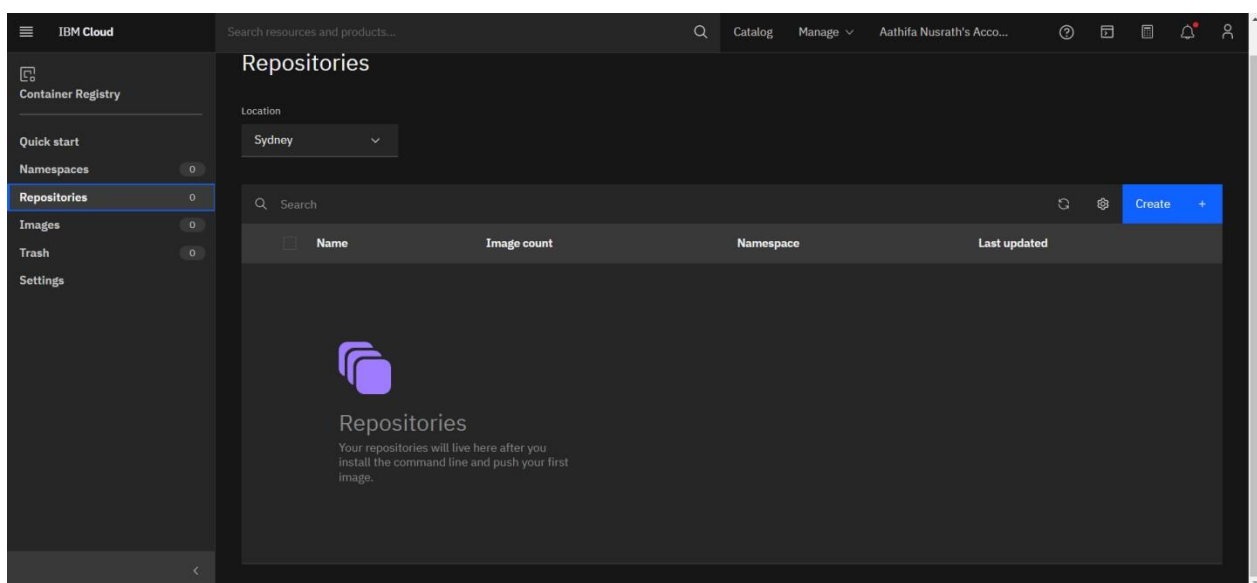 IBM Cloud
Search resources and products...
Catalog
Manage
Aathifa Nusrath's Acco...
Container Registry
Quick start
Namespaces 0
Repositories 0
Images 0
Trash 0
Settings
Repositories
Location
Sydney
Search
Create +
Name
Image count
Namespace
Last updated
Repositories
Your repositories will live here after you
install the command line and push your first
image.